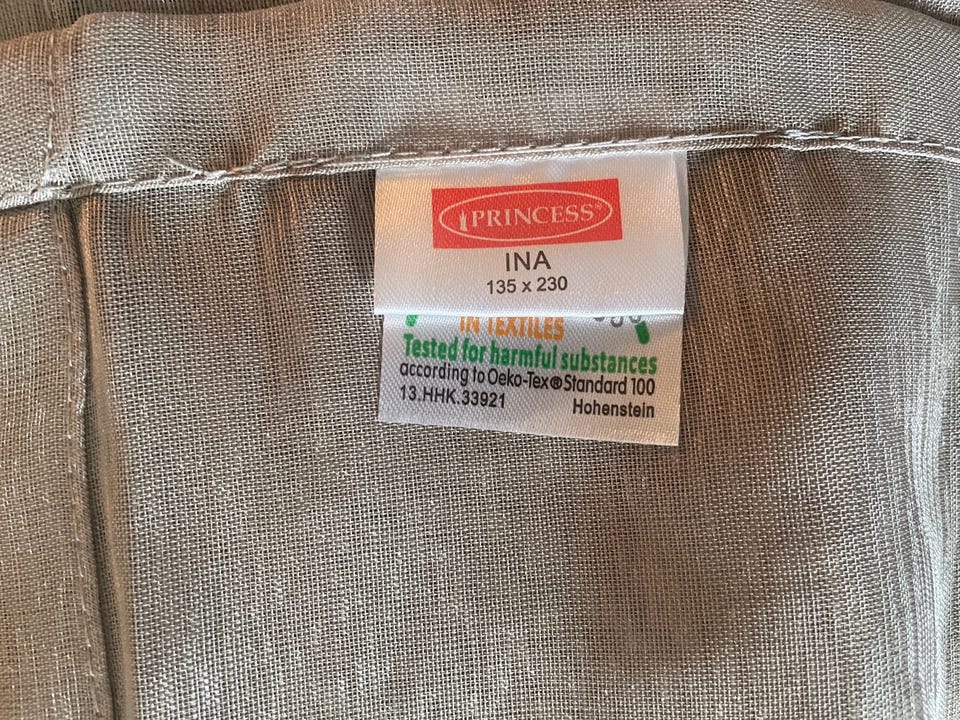 PRINCESS
INA
135 x 230
IN TEXTILES
Tested for harmful substances
according to Oeko-Tex® Standard 100
13.HHK.33921 Hohenstein